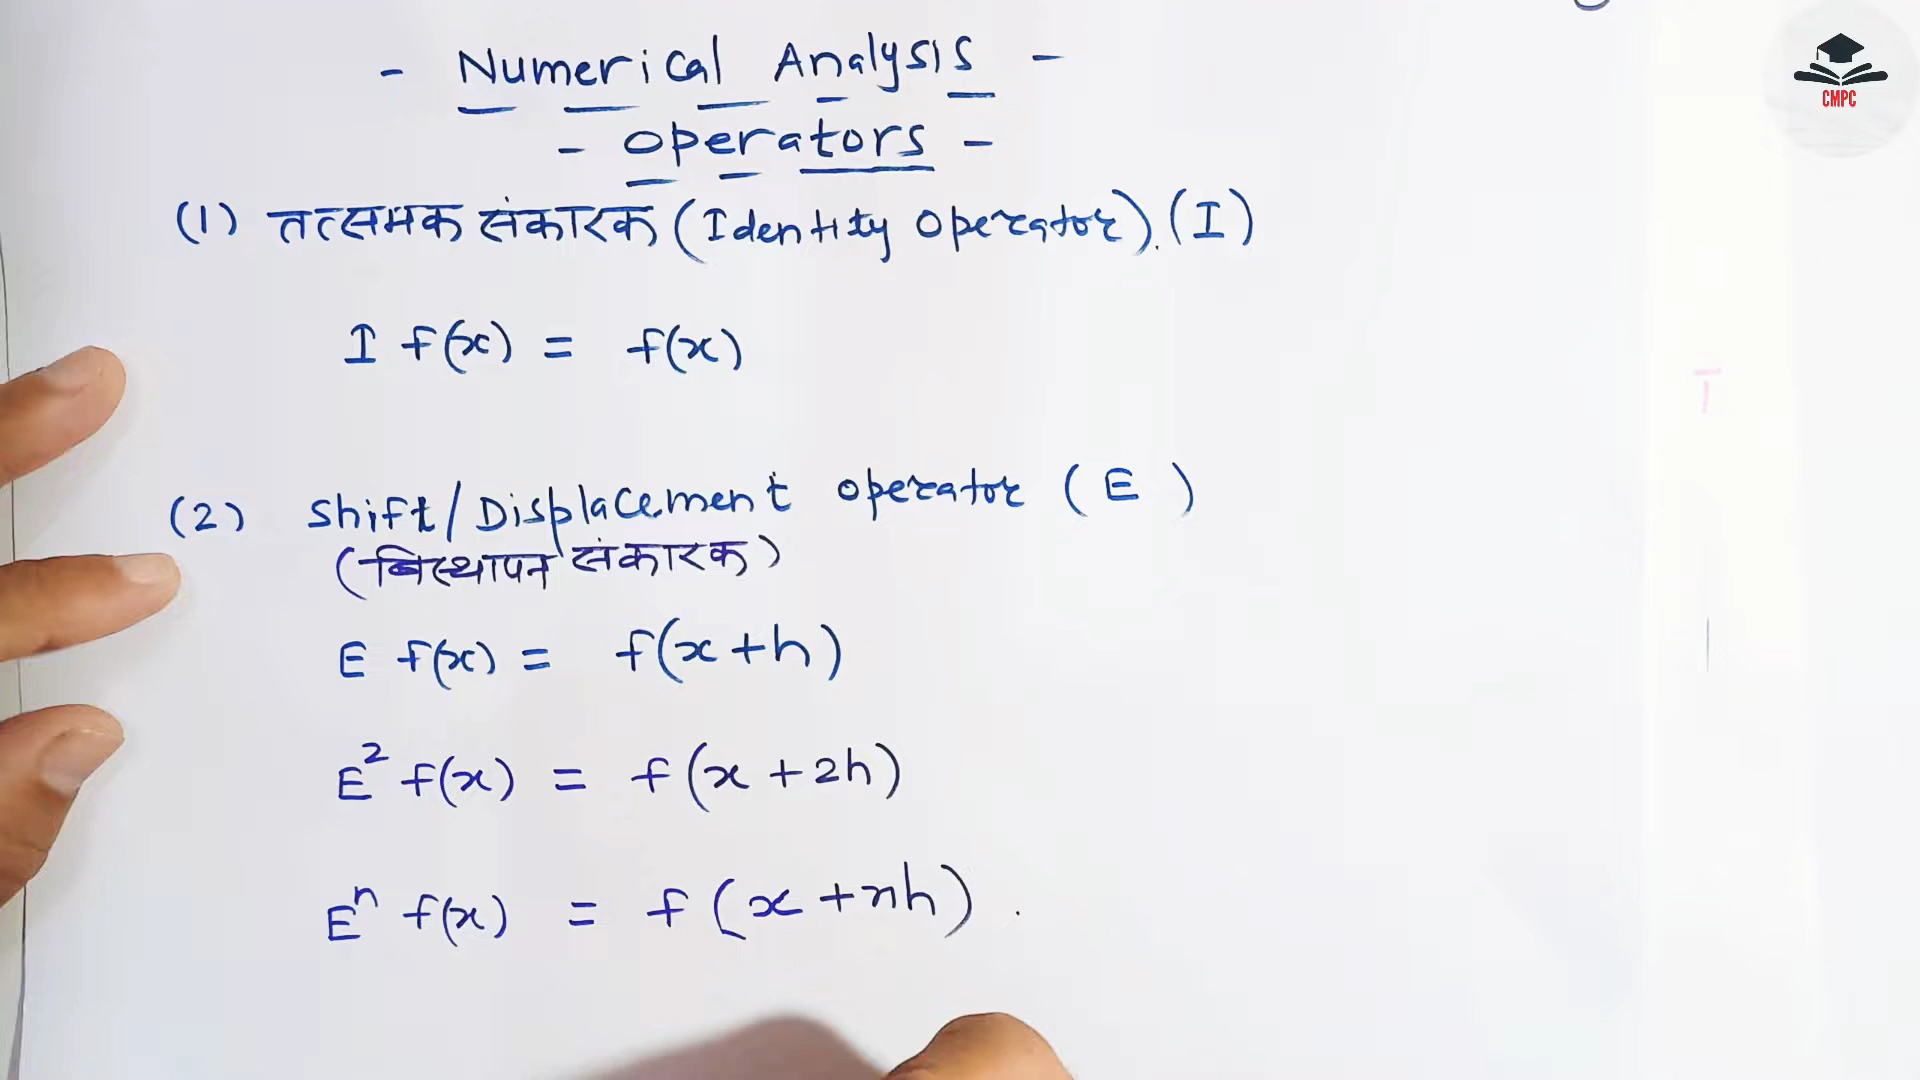 - Numerical Analysis -
- Operators -
CMPC
(1) तत्समक संकारक (Identity Operator). (I)
I f(x) = f(x)
(2) Shift/Displacement Operator (E)
(विस्थापन संकारक)
E f(x) = f(x+h)
E² f(x) = f(x+2h)
Eⁿ f(x) = f(x+nh).